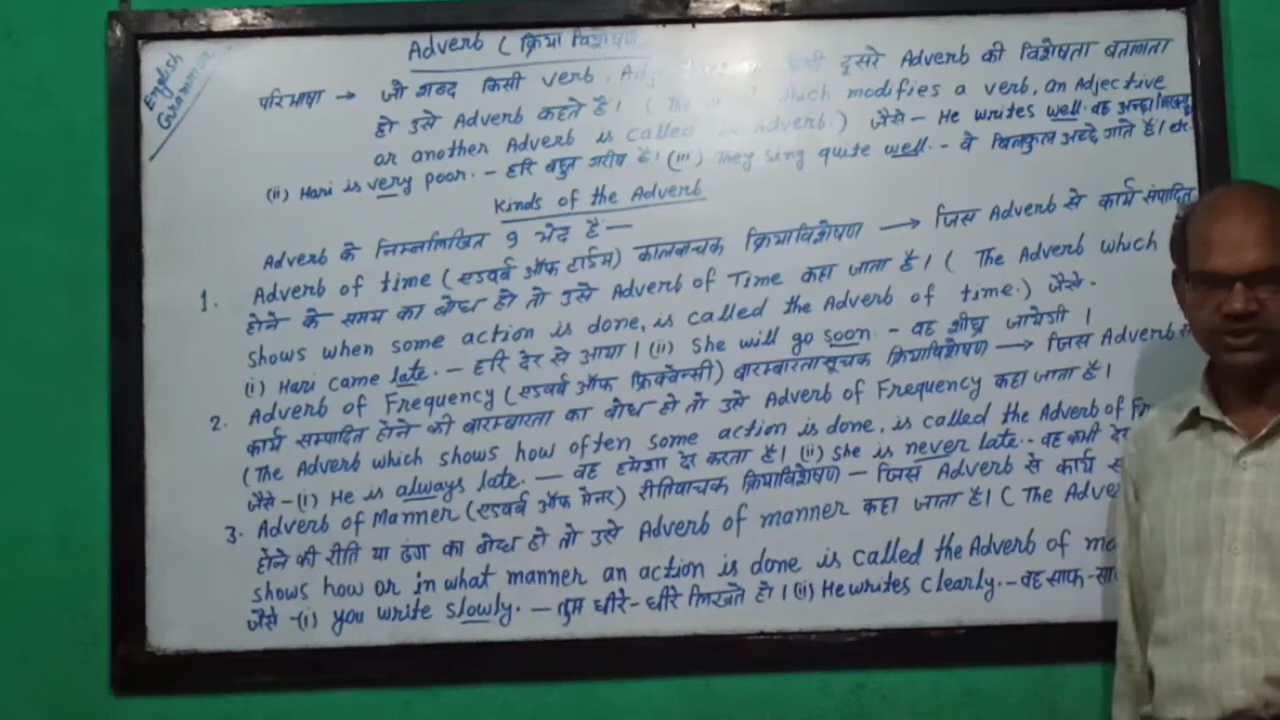 English
Grammar
Adverb ( क्रिया विशेषण
परिभाषा → जो शब्द किसी verb, दूसरे Adverb की विशेषता बतलाता
हो उसे Adverb कहते हैं। ( which modifies a verb, an Adjective
or another Adverb is called Adverb.) जैसे – He writes well. वह अच्छा
(ii) Hari is very poor. – हरि बहुत गरीब है। (iii) They sing quite well. – वे बिलकुल अच्छे गाते हैं। etc.
Kinds of the Adverb
Adverb के निम्नलिखित 9 भेद हैं—
1. Adverb of time (एडवर्ब ऑफ टाईम) कालवाचक क्रियाविशेषण → जिस Adverb से कार्य संपादित
होने के समय का बोध हो तो उसे Adverb of Time कहा जाता है। ( The Adverb which
shows when some action is done, is called the Adverb of time.) जैसे-
(i) Hari came late. – हरि देर से आया। (ii) She will go soon. – वह शीघ्र जायेगी।
2. Adverb of Frequency (एडवर्ब ऑफ फ्रिक्वेन्सी) बारम्बारतासूचक क्रियाविशेषण → जिस Adverb से
कार्य सम्पादित होने की बारम्बारता का बोध हो तो उसे Adverb of Frequency कहा जाता है।
(The Adverb which shows how often some action is done, is called the Adverb of
जैसे –(i) He is always late. – वह हमेशा देर करता है। (ii) She is never late. – वह कभी देर
3. Adverb of Manner (एडवर्ब ऑफ मैनर) रीतिवाचक क्रियाविशेषण – जिस Adverb से कार्य
होने की रीति या ढंग का बोध हो तो उसे Adverb of manner कहा जाता है। ( The
shows how or in what manner an action is done is called the Adverb of
जैसे –(i) you write slowly. – तुम धीरे-धीरे लिखते हो। (ii) He writes clearly. – वह साफ-